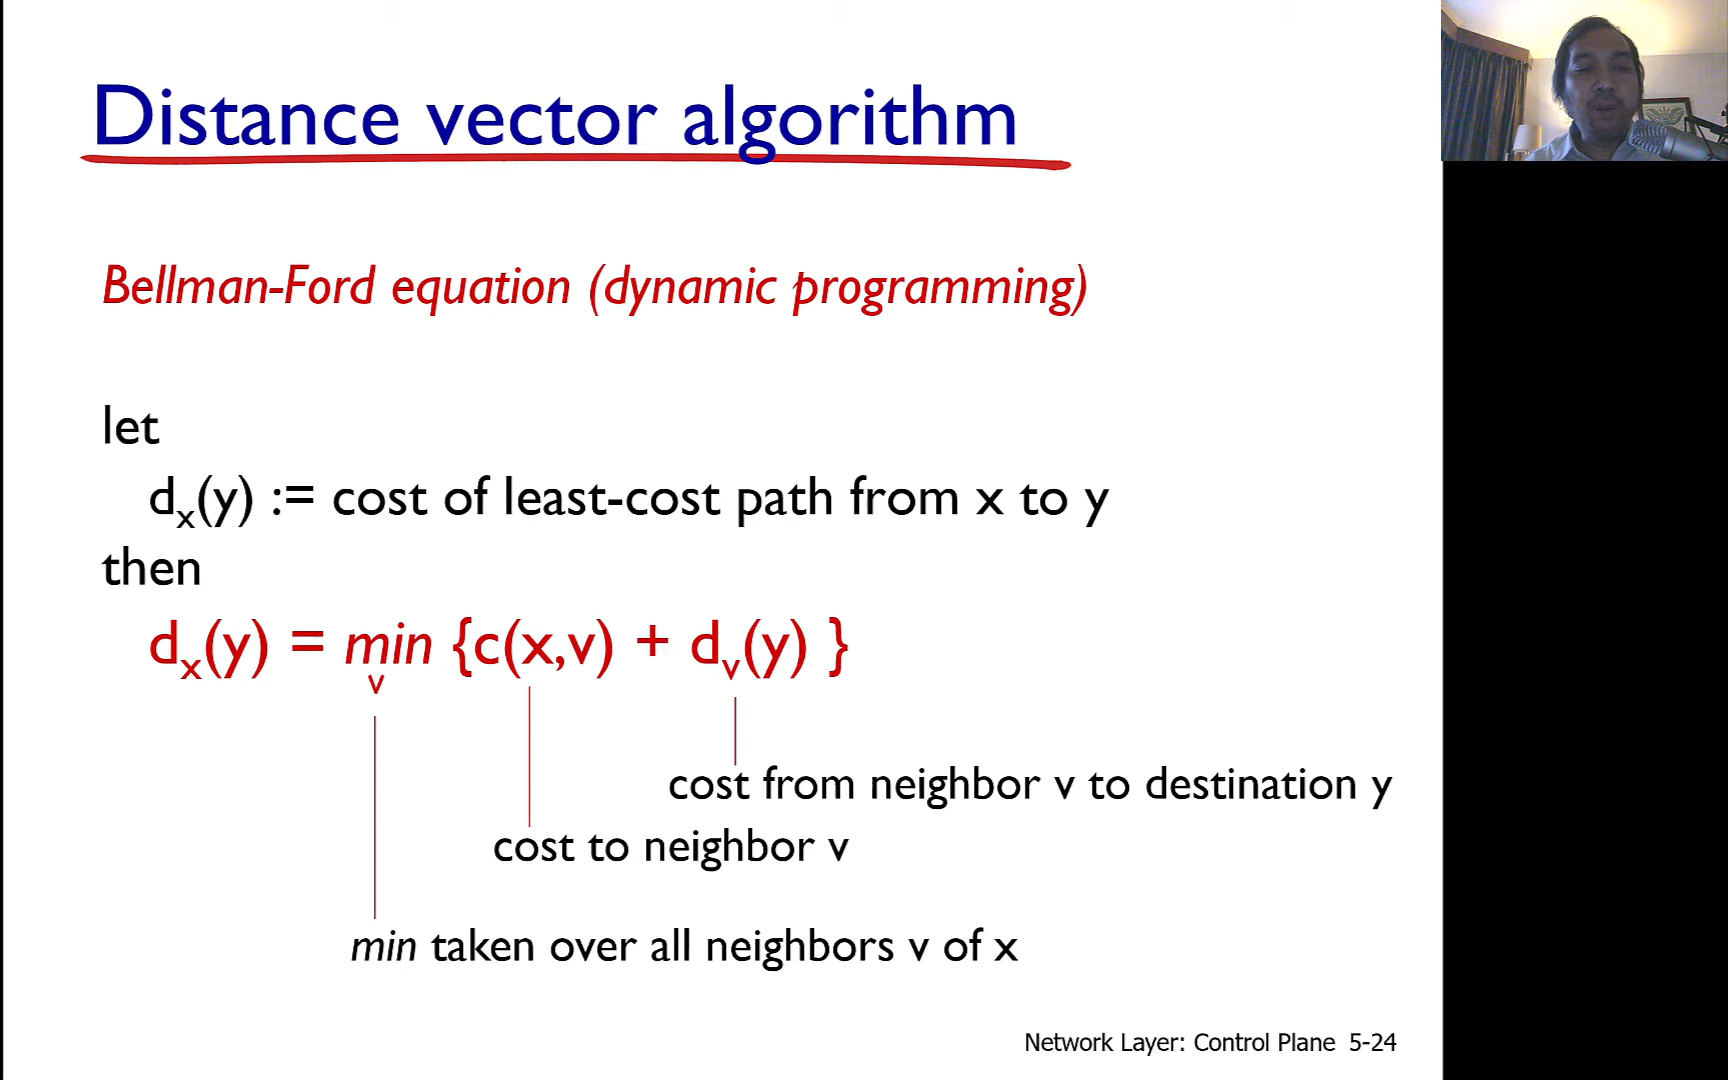 Distance vector algorithm
Bellman-Ford equation (dynamic programming)
let
dₓ(y) := cost of least-cost path from x to y
then
dₓ(y) = min {c(x,v) + dᵥ(y) }
v
cost from neighbor v to destination y
cost to neighbor v
min taken over all neighbors v of x
Network Layer: Control Plane 5-24